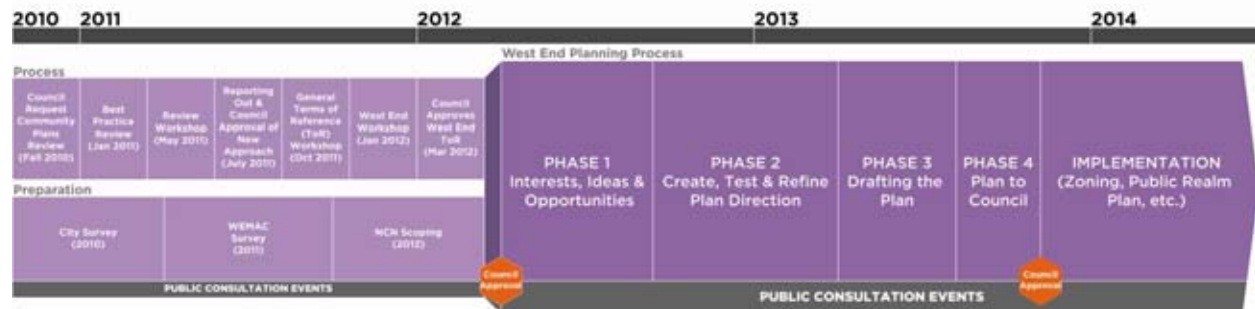 2010 2011 2012 2013 2014
West End Planning Process
Process
Council
Request
Community
Plans
Review
(Fall 2010)
Best
Practice
Review
(Jan 2011)
Review
Workshop
(May 2011)
Reporting
Out &
Council
Approval of
New
Approach
(July 2011)
General
Terms of
Reference
(ToR)
Workshop
(Oct 2011)
West End
Workshop
(Jan 2012)
Council
Approves
West End
ToR
(Mar 2012)
Preparation
City Survey
(2010)
WEMAC
Survey
(2011)
NCN Scoping
(2012)
PUBLIC CONSULTATION EVENTS
Council
Approval
PHASE 1
Interests, Ideas &
Opportunities
PHASE 2
Create, Test & Refine
Plan Direction
PHASE 3
Drafting the
Plan
PHASE 4
Plan to
Council
IMPLEMENTATION
(Zoning, Public Realm
Plan, etc.)
Council
Approval
PUBLIC CONSULTATION EVENTS